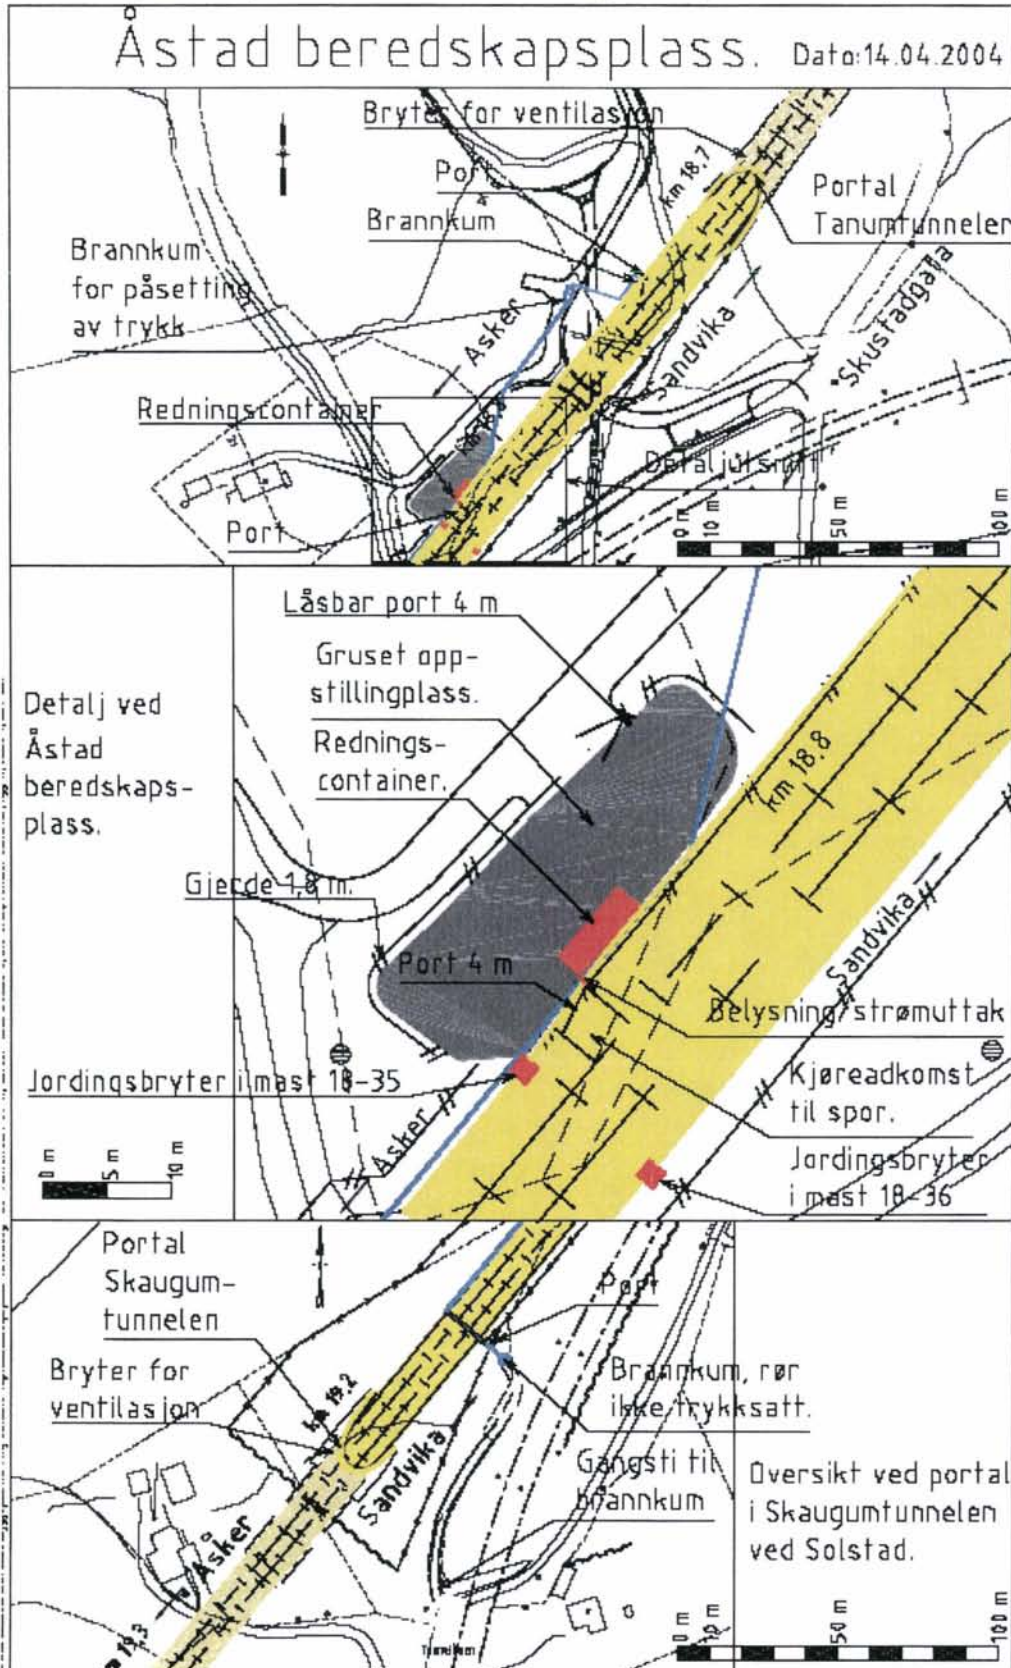 Åstad beredskapsplass. Dato:14.04.2004
Bryter for ventilasjon
Port
Brannkum
km 18,7
Portal
Tanumtunnelen
Brannkum
for påsetting
av trykk
Asker
Sandvika
Skustadgata
Redningscontainer
Detaljutsnitt
Port
0 m
10 m
50 m
100 m
Låsbar port 4 m
Gruset opp-
stillingplass.
Rednings-
container.
Detalj ved
Åstad
beredskaps-
plass.
km 18,8
Gjerde 1,8 m.
Port 4 m
Sandvika
Belysning/strømuttak
Jordingsbryter i mast 18-35
Kjøreadkomst
til spor.
Asker
Jordingsbryter
i mast 18-36
0 m
5 m
10 m
Portal
Skaugum-
tunnelen
Port
Bryter for
ventilasjon
km 19,2
Brannkum, rør
ikke trykksatt.
Sandvika
Gangsti til
brannkum
Oversikt ved portal
i Skaugumtunnelen
ved Solstad.
Asker
km 19,3
0 m
10 m
50 m
100 m